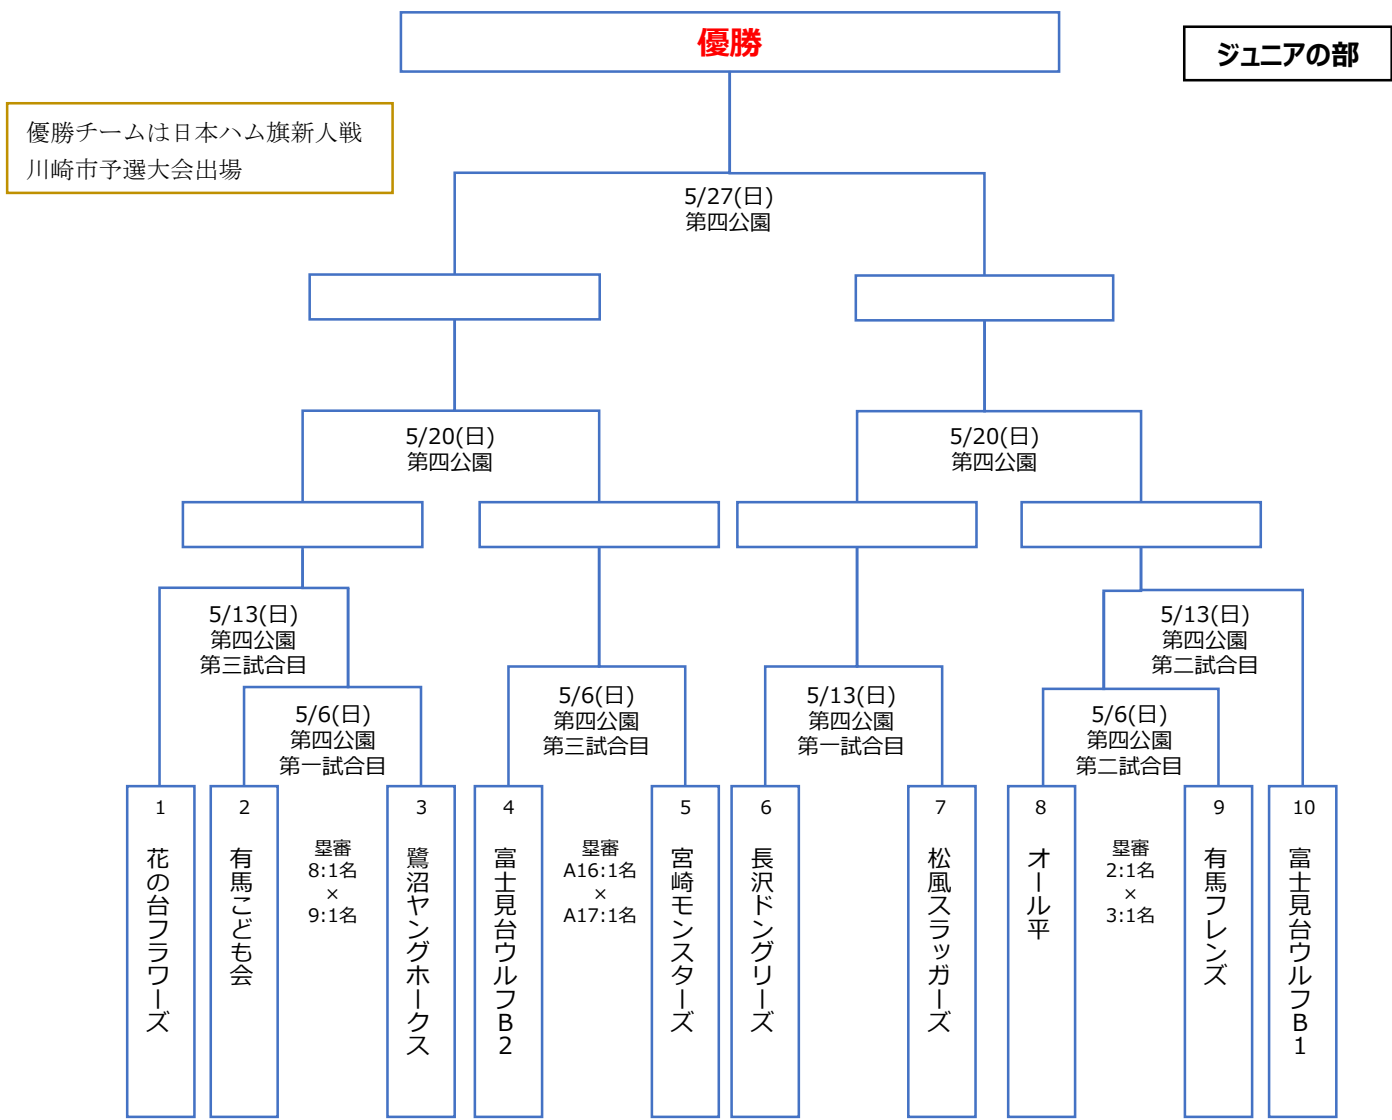 優勝
ジュニアの部
優勝チームは日本ハム旗新人戦
川崎市予選大会出場
5/27(日)
第四公園
5/20(日)
第四公園
5/20(日)
第四公園
5/13(日)
第四公園
第三試合目
5/13(日)
第四公園
第二試合目
5/6(日)
第四公園
第一試合目
5/6(日)
第四公園
第三試合目
5/13(日)
第四公園
第一試合目
5/6(日)
第四公園
第二試合目
1
花の台フラワーズ
2
有馬こども会
塁審
8:1名
×
9:1名
3
鷺沼ヤングホークス
4
富士見台ウルフB2
塁審
A16:1名
×
A17:1名
5
宮崎モンスターズ
6
長沢ドングリーズ
7
松風スラッガーズ
8
オール平
塁審
2:1名
×
3:1名
9
有馬フレンズ
10
富士見台ウルフB1